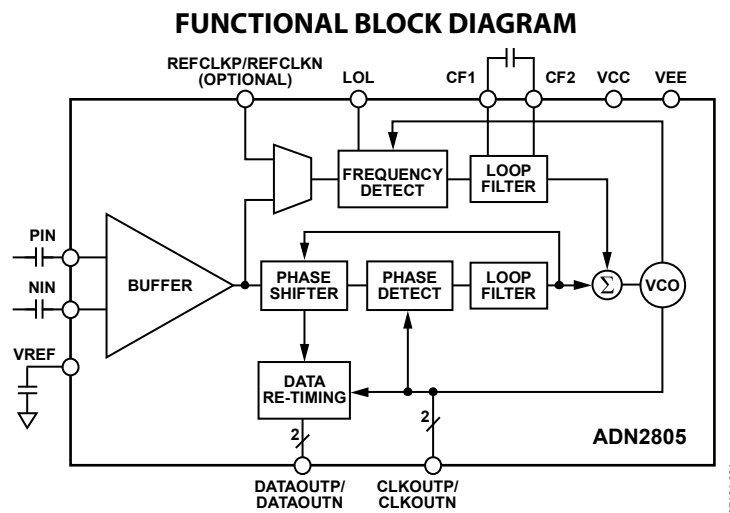 FUNCTIONAL BLOCK DIAGRAM
REFCLKP/REFCLKN
(OPTIONAL)
LOL
CF1
CF2
VCC
VEE
FREQUENCY
DETECT
LOOP
FILTER
PIN
NIN
VREF
BUFFER
PHASE
SHIFTER
PHASE
DETECT
LOOP
FILTER
Σ
VCO
DATA
RE-TIMING
2
2
ADN2805
DATAOUTP/
DATAOUTN
CLKOUTP/
CLKOUTN